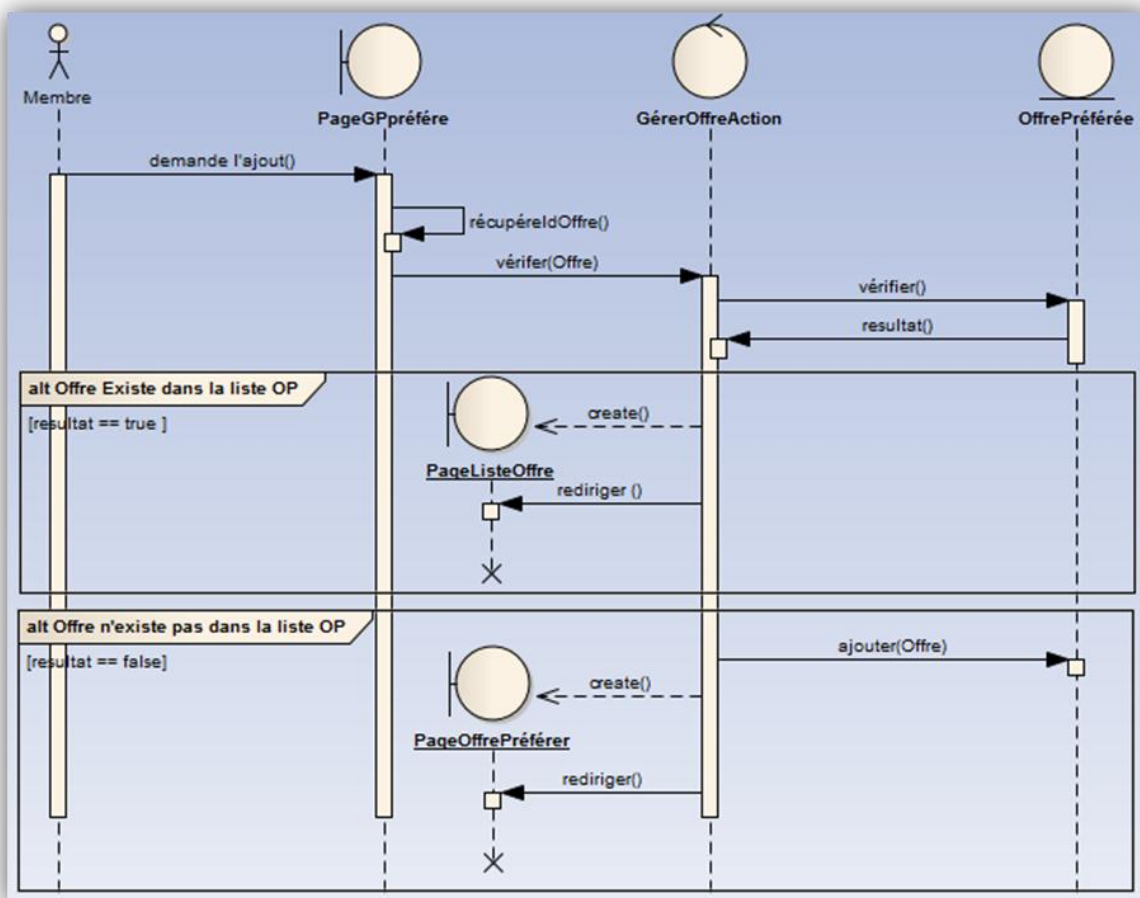 Membre
PageGPpréfére
GérerOffreAction
OffrePréférée
demande l'ajout()
récupéreIdOffre()
vérifer(Offre)
vérifier()
resultat()
alt Offre Existe dans la liste OP
[resultat == true ]
create()
PageListeOffre
rediriger ()
alt Offre n'existe pas dans la liste OP
[resultat == false]
ajouter(Offre)
create()
PageOffrePréférer
rediriger()